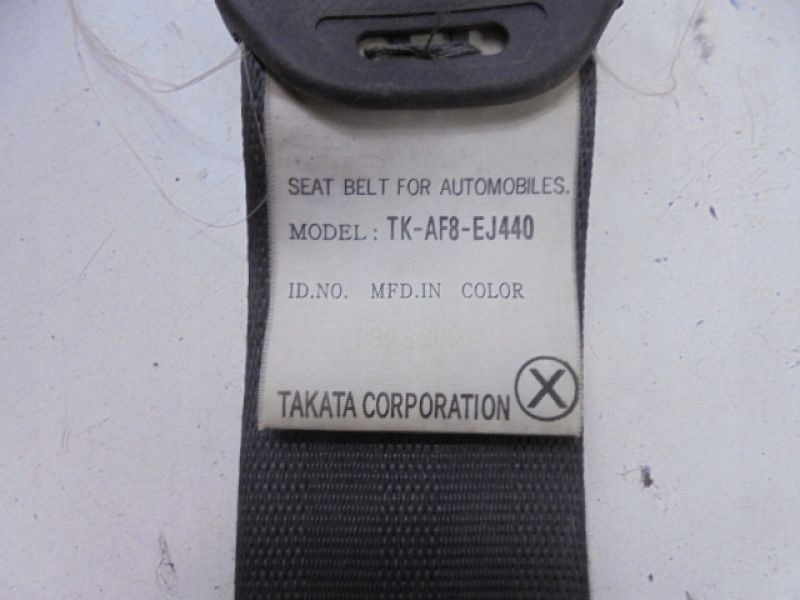 SEAT BELT FOR AUTOMOBILES.
MODEL: TK-AF8-EJ440
ID.NO. MFD.IN COLOR
TAKATA CORPORATION X